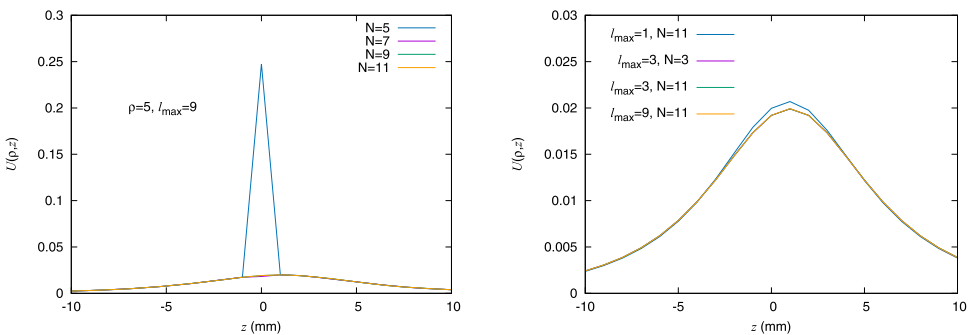 0.3
0.25
0.2
0.15
0.1
0.05
0
-10
-5
0
5
10
U(ρ,z)
z (mm)
ρ=5, lmax=9
N=5
N=7
N=9
N=11
0.03
0.025
0.02
0.015
0.01
0.005
0
-10
-5
0
5
10
U(ρ,z)
z (mm)
lmax=1, N=11
lmax=3, N=3
lmax=3, N=11
lmax=9, N=11